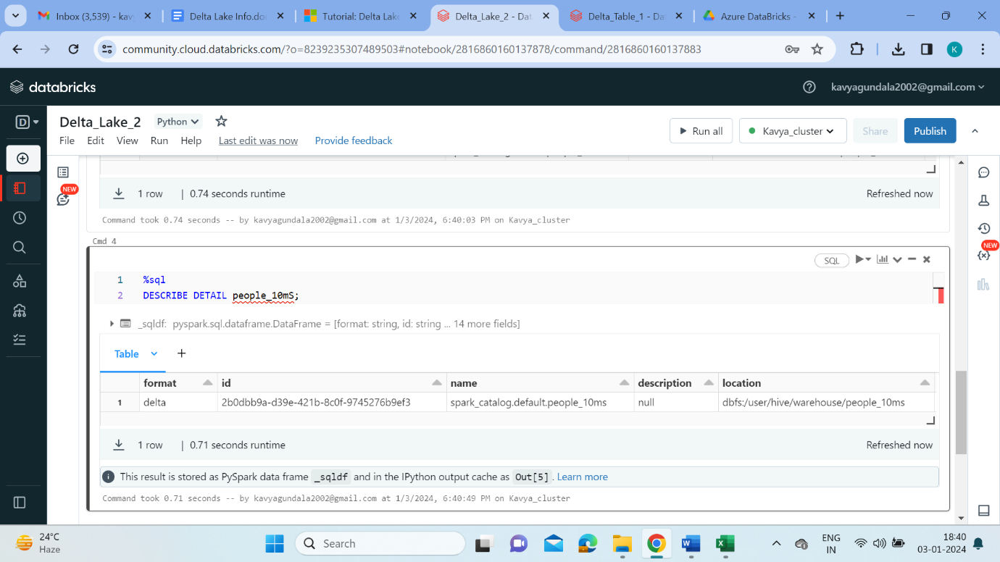 Inbox (3,539) - kav
Delta Lake Info.do
Tutorial: Delta Lake
Delta_Lake_2 - Dat
Delta_Table_1 - Da
Azure DataBricks -
community.cloud.databricks.com/?o=8239235307489503#notebook/2816860160137878/command/2816860160137883
K
databricks
kavyagundala2002@gmail.com
D
Delta_Lake_2
Python
File Edit View Run Help Last edit was now Provide feedback
Run all
Kavya_cluster
Share
Publish
NEW
NEW
1 row | 0.74 seconds runtime
Refreshed now
Command took 0.74 seconds -- by kavyagundala2002@gmail.com at 1/3/2024, 6:40:03 PM on Kavya_cluster
Cmd 4
SQL
1 %sql
2 DESCRIBE DETAIL people_10mS;
_sqldf: pyspark.sql.dataframe.DataFrame = [format: string, id: string ... 14 more fields]
Table +
format id name description location
1 delta 2b0dbb9a-d39e-421b-8c0f-9745276b9ef3 spark_catalog.default.people_10ms null dbfs:/user/hive/warehouse/people_10ms
1 row | 0.71 seconds runtime
Refreshed now
This result is stored as PySpark data frame _sqldf and in the IPython output cache as Out[5]. Learn more
Command took 0.71 seconds -- by kavyagundala2002@gmail.com at 1/3/2024, 6:40:49 PM on Kavya_cluster
24°C
Haze
Search
ENG
IN
18:40
03-01-2024